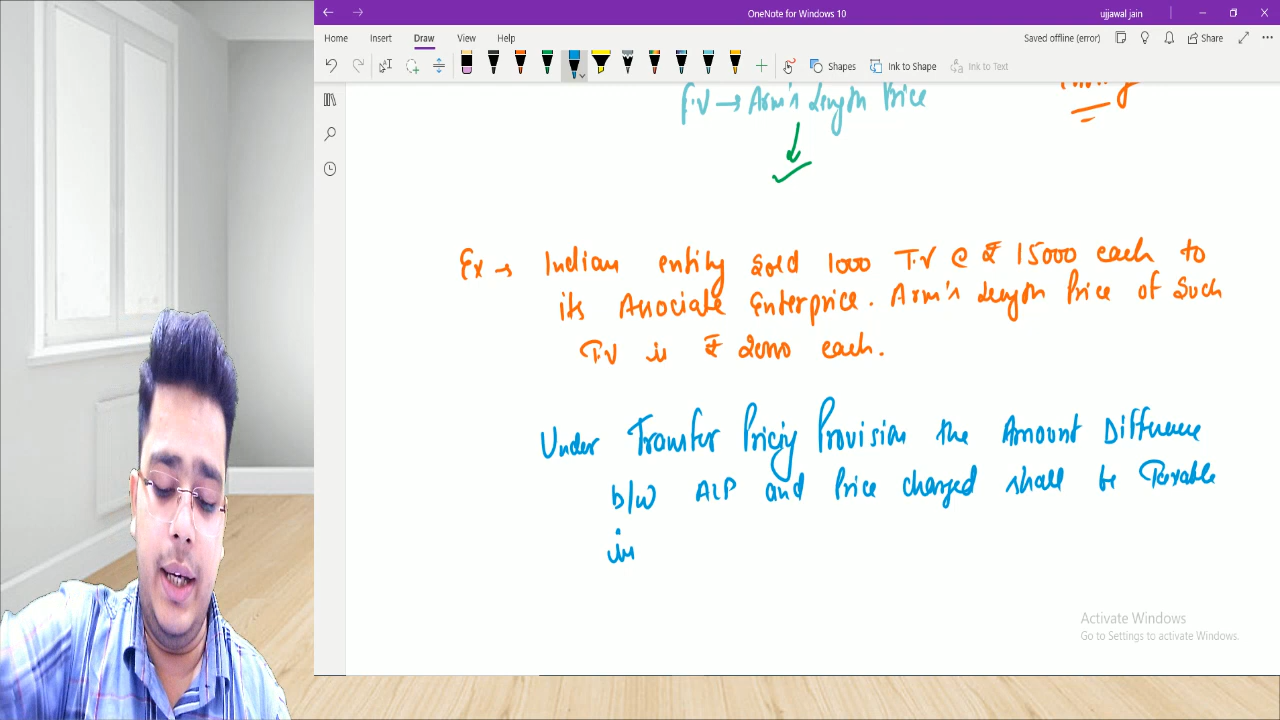 OneNote for Windows 10
ujjawal jain
Home Insert Draw View Help
Saved offline (error)
Share
Shapes
Ink to Shape
Ink to Text
F.V → Arm's Length Price
Ex → Indian entity Sold 1000 T.V @ ₹ 15000 each to
its Associate Enterprice. Arm's Length Price of Such
T.V is ₹ 20000 each.
Under Transfer Pricing Provision the Amount Difference
b/w ALP and Price charged shall be Taxable
in
Activate Windows
Go to Settings to activate Windows.